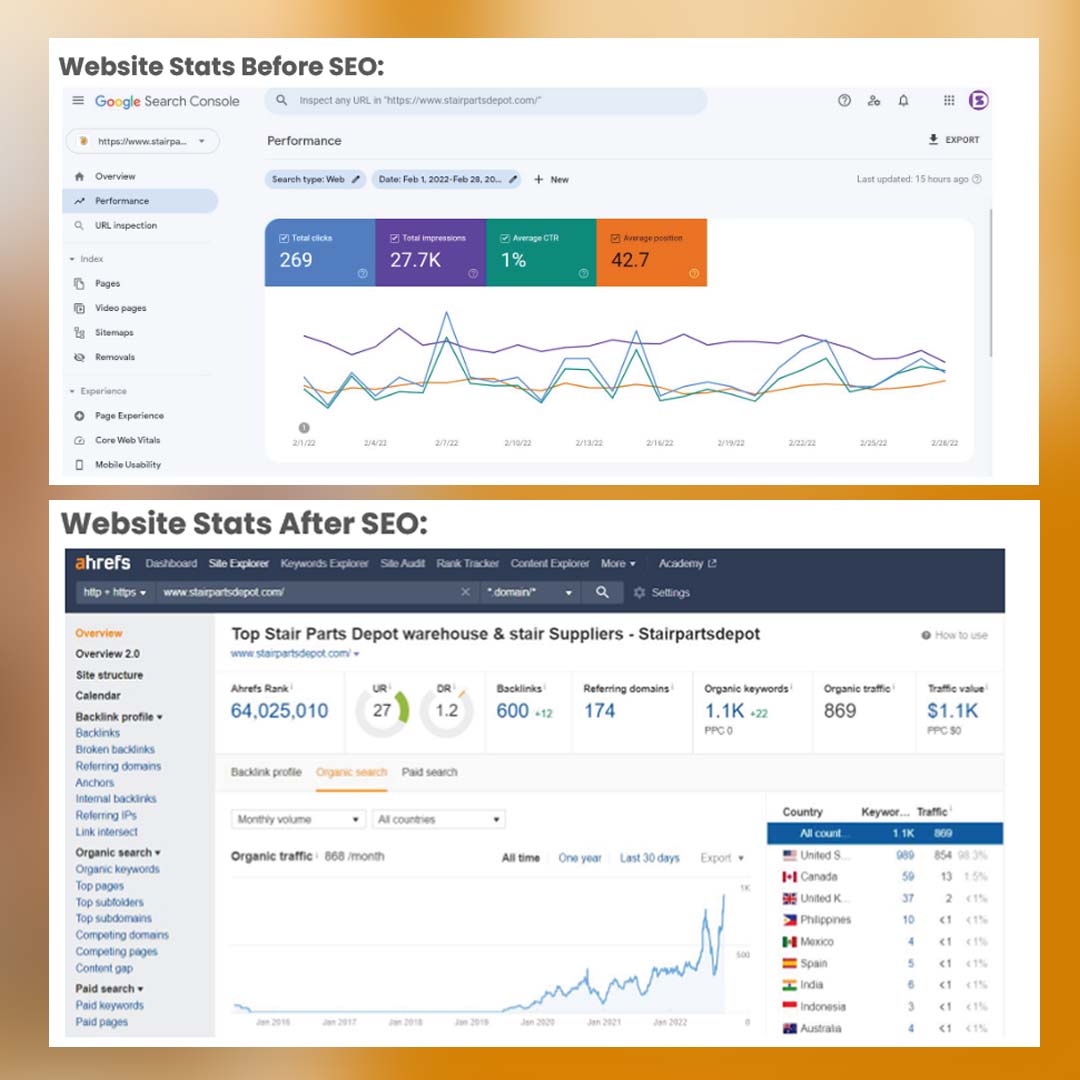 Website Stats Before SEO:
Google Search Console
Inspect any URL in "https://www.stairpartsdepot.com/"
https://www.stairpa...
Performance
EXPORT
Search type: Web
Date: Feb 1, 2022-Feb 28, 20...
New
Last updated: 15 hours ago
Overview
Performance
URL inspection
Index
Pages
Video pages
Sitemaps
Removals
Experience
Page Experience
Core Web Vitals
Mobile Usability
Total clicks
269
Total impressions
27.7K
Average CTR
1%
Average position
42.7
1
2/1/22 2/4/22 2/7/22 2/10/22 2/13/22 2/16/22 2/19/22 2/22/22 2/25/22 2/28/22
Website Stats After SEO:
ahrefs Dashboard Site Explorer Keywords Explorer Site Audit Rank Tracker Content Explorer More Academy
http + https www.stairpartsdepot.com/ *.domain/* Settings
Overview
Overview 2.0
Site structure
Calendar
Backlink profile
Backlinks
Broken backlinks
Referring domains
Anchors
Internal backlinks
Referring IPs
Link intersect
Organic search
Organic keywords
Top pages
Top subfolders
Top subdomains
Competing domains
Competing pages
Content gap
Paid search
Paid keywords
Paid pages
Top Stair Parts Depot warehouse & stair Suppliers - Stairpartsdepot
How to use
www.stairpartsdepot.com/
Ahrefs Rank
64,025,010
UR
27
DR
1.2
Backlinks
600 +12
Referring domains
174
Organic keywords
1.1K +22
PPC 0
Organic traffic
869
Traffic value
$1.1K
PPC $0
Backlink profile Organic search Paid search
Monthly volume All countries
Organic traffic 868 /month
All time One year Last 30 days Export
1K
500
0
Jan 2016 Jan 2017 Jan 2018 Jan 2019 Jan 2020 Jan 2021 Jan 2022
Country Keywor... Traffic
All count... 1.1K 869
United S... 989 854 98.3%
Canada 59 13 1.5%
United K... 37 2 <1%
Philippines 10 <1 <1%
Mexico 4 <1 <1%
Spain 5 <1 <1%
India 6 <1 <1%
Indonesia 3 <1 <1%
Australia 4 <1 <1%